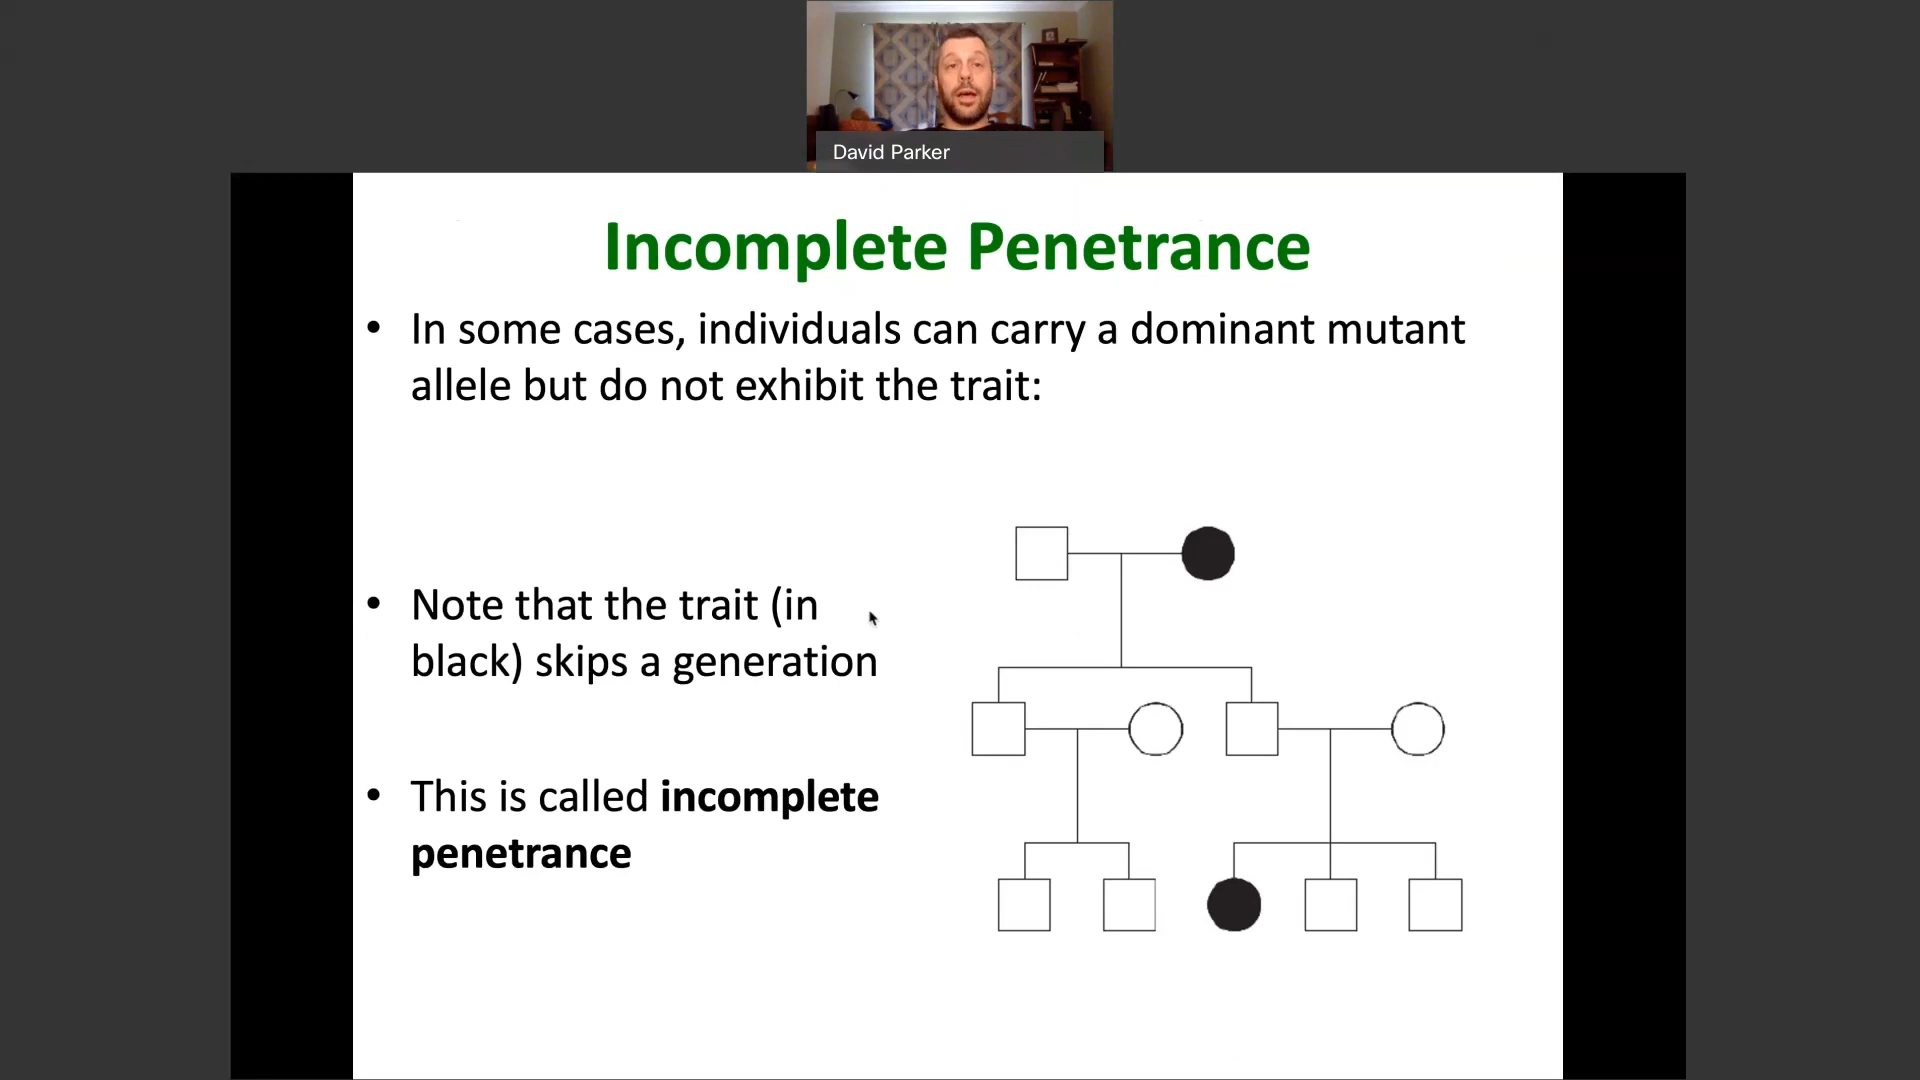 David Parker
Incomplete Penetrance
• In some cases, individuals can carry a dominant mutant
allele but do not exhibit the trait:
• Note that the trait (in
black) skips a generation
• This is called incomplete
penetrance